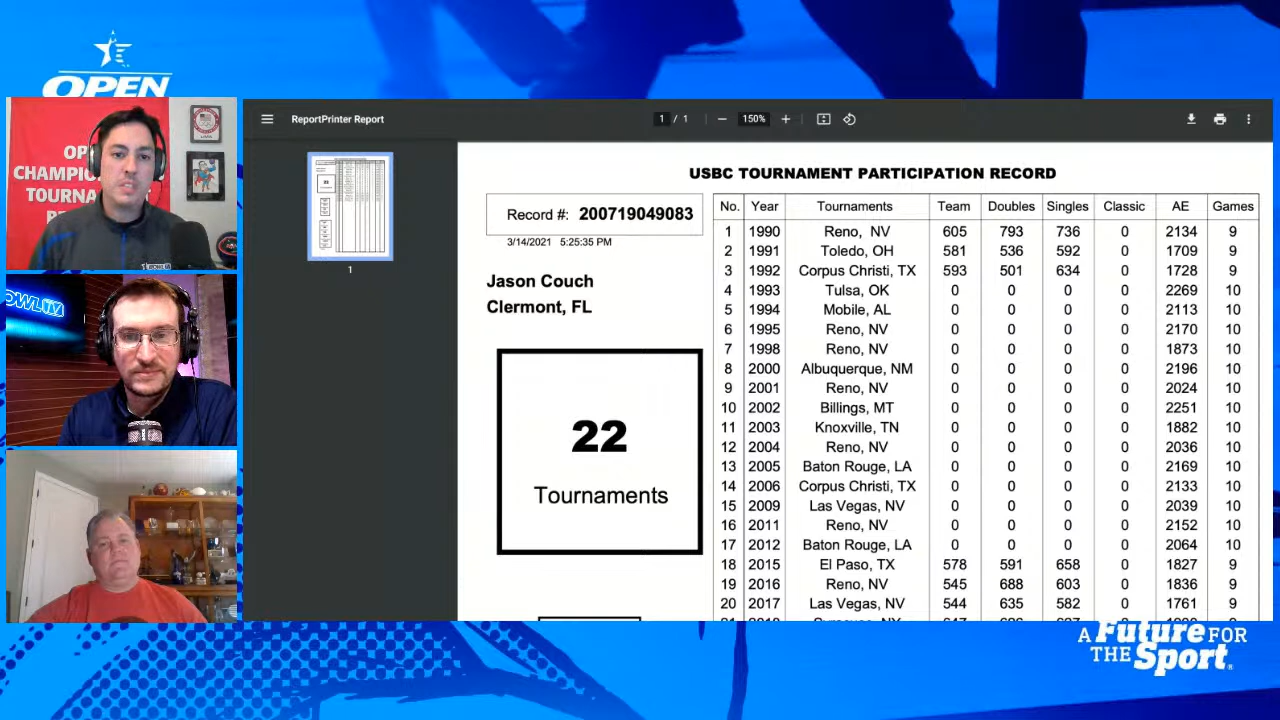 OPEN
OP
CHAMPI
TOURNA
OWLTV
ReportPrinter Report
1 / 1
150%
1
USBC TOURNAMENT PARTICIPATION RECORD
Record #: 200719049083
3/14/2021 5:25:35 PM
Jason Couch
Clermont, FL
22
Tournaments
No. Year Tournaments Team Doubles Singles Classic AE Games
1 1990 Reno, NV 605 793 736 0 2134 9
2 1991 Toledo, OH 581 536 592 0 1709 9
3 1992 Corpus Christi, TX 593 501 634 0 1728 9
4 1993 Tulsa, OK 0 0 0 0 2269 10
5 1994 Mobile, AL 0 0 0 0 2113 10
6 1995 Reno, NV 0 0 0 0 2170 10
7 1998 Reno, NV 0 0 0 0 1873 10
8 2000 Albuquerque, NM 0 0 0 0 2196 10
9 2001 Reno, NV 0 0 0 0 2024 10
10 2002 Billings, MT 0 0 0 0 2251 10
11 2003 Knoxville, TN 0 0 0 0 1882 10
12 2004 Reno, NV 0 0 0 0 2036 10
13 2005 Baton Rouge, LA 0 0 0 0 2169 10
14 2006 Corpus Christi, TX 0 0 0 0 2133 10
15 2009 Las Vegas, NV 0 0 0 0 2039 10
16 2011 Reno, NV 0 0 0 0 2152 10
17 2012 Baton Rouge, LA 0 0 0 0 2064 10
18 2015 El Paso, TX 578 591 658 0 1827 9
19 2016 Reno, NV 545 688 603 0 1836 9
20 2017 Las Vegas, NV 544 635 582 0 1761 9
A Future FOR
THE Sport